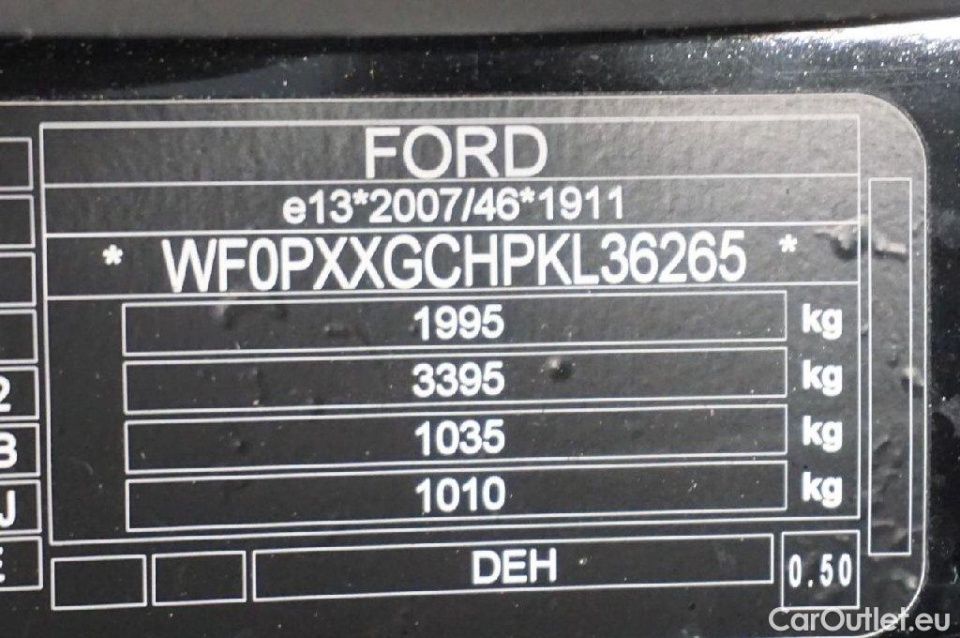 FORD
e13*2007/46*1911
* WF0PXXGCHPKL36265 *
1995 kg
3395 kg
1035 kg
1010 kg
2
B
J
E
DEH
0.50
CarOutlet.eu